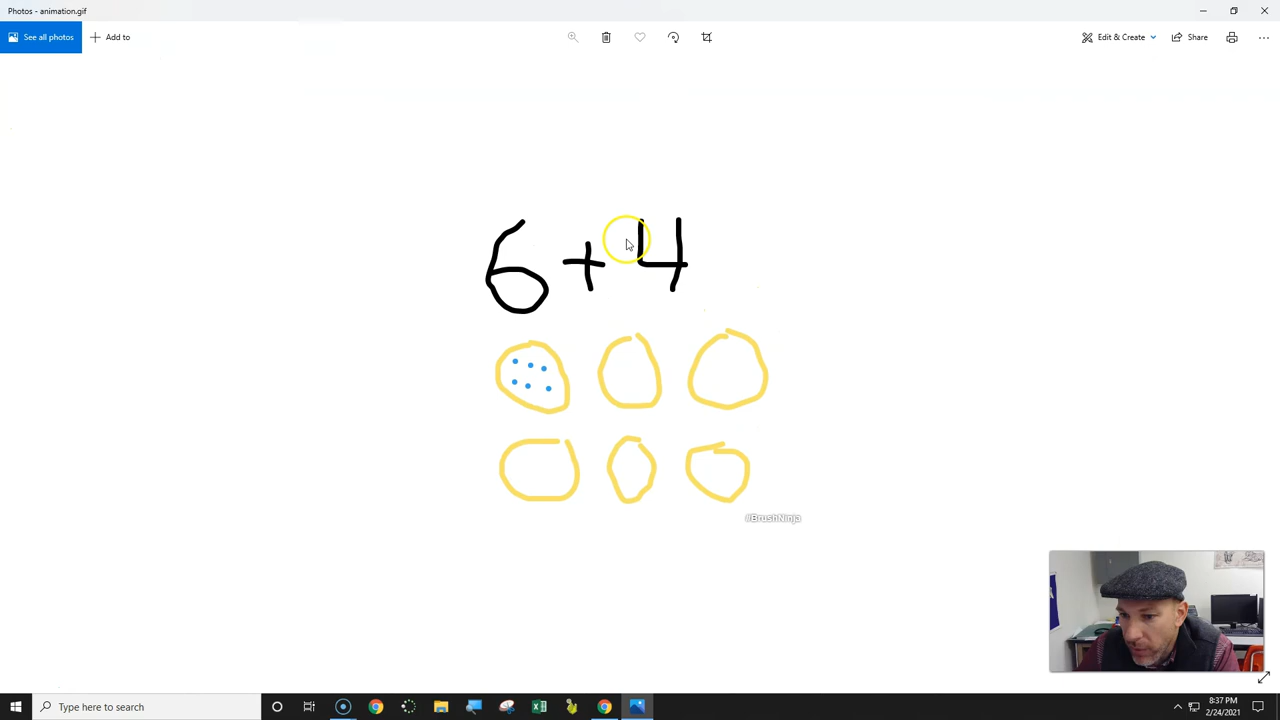 Photos - animation.gif
See all photos
Add to
Edit & Create
Share
6+4
#BrushNinja
Type here to search
8:37 PM
2/24/2021